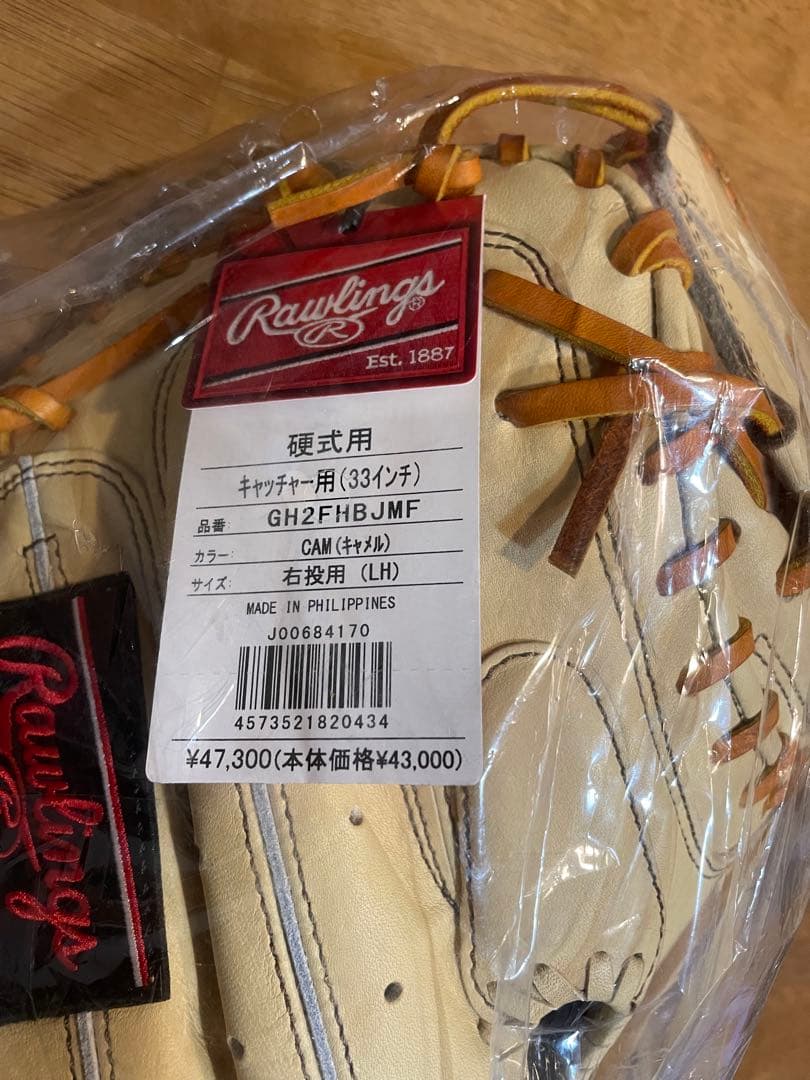 Rawlings®
R
Est. 1887
硬式用
キャッチャー用(33インチ)
品番: GH2FHBJMF
カラー: CAM(キャメル)
サイズ: 右投用 (LH)
MADE IN PHILIPPINES
J00684170
4573521820434
¥47,300(本体価格¥43,000)
Rawlings
R